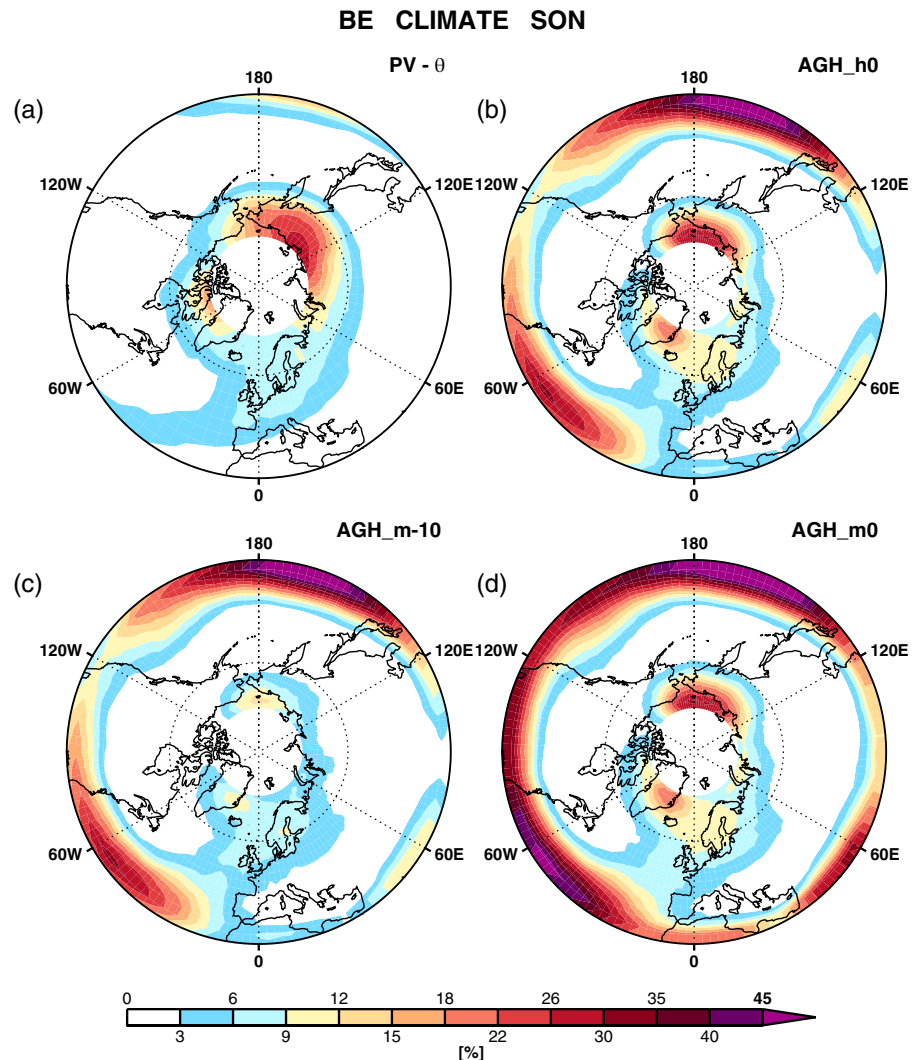 BE CLIMATE SON
PV - θ
AGH_h0
(a)
180
(b)
180
120W
120E
120W
120E
60W
60E
60W
60E
0
0
AGH_m-10
AGH_m0
(c)
180
(d)
180
120W
120E
120W
120E
60W
60E
60W
60E
0
0
0 6 12 18 26 35 45
3 9 15 22 30 40
[%]